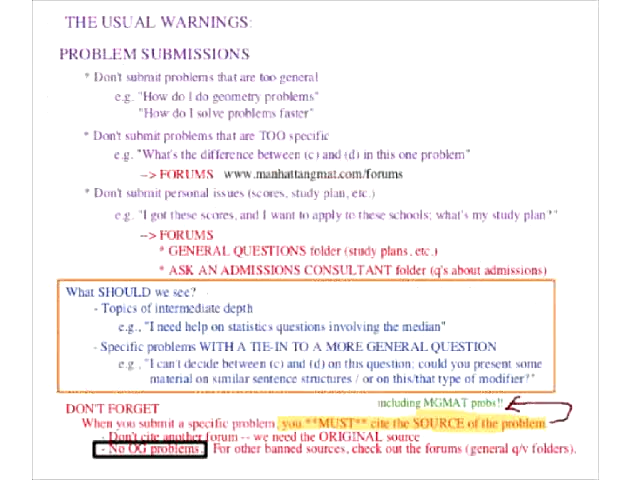 THE USUAL WARNINGS:
PROBLEM SUBMISSIONS
* Don't submit problems that are too general
e.g. "How do I do geometry problems"
"How do I solve problems faster"
* Don't submit problems that are TOO specific
e.g. "What's the difference between (c) and (d) in this one problem"
--> FORUMS www.manhattangmat.com/forums
* Don't submit personal issues (scores, study plan, etc.)
e.g. "I got these scores, and I want to apply to these schools; what's my study plan?"
--> FORUMS
* GENERAL QUESTIONS folder (study plans, etc.)
* ASK AN ADMISSIONS CONSULTANT folder (q's about admissions)
What SHOULD we see?
- Topics of intermediate depth
e.g., "I need help on statistics questions involving the median"
- Specific problems WITH A TIE-IN TO A MORE GENERAL QUESTION
e.g., "I can't decide between (c) and (d) on this question; could you present some
material on similar sentence structures / or on this/that type of modifier?"
including MGMAT probs!!
DON'T FORGET
When you submit a specific problem, you **MUST** cite the SOURCE of the problem
- Don't cite another forum -- we need the ORIGINAL source
- No OG problems. For other banned sources, check out the forums (general q/v folders).